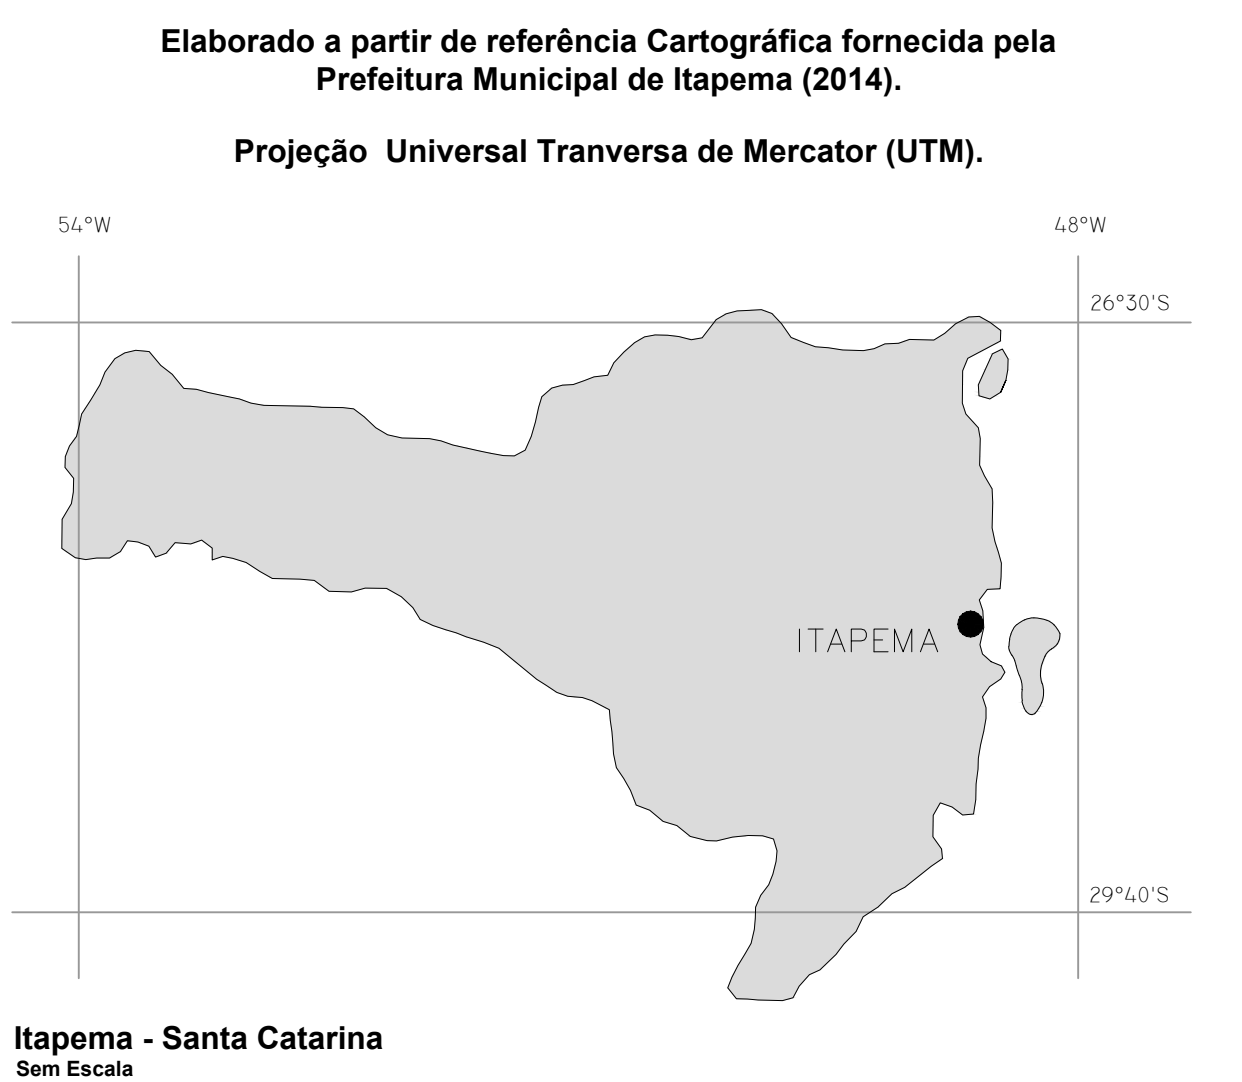 Elaborado a partir de referência Cartográfica fornecida pela
Prefeitura Municipal de Itapema (2014).
Projeção Universal Tranversa de Mercator (UTM).
54°W
48°W
26°30'S
ITAPEMA
29°40'S
Itapema - Santa Catarina
Sem Escala